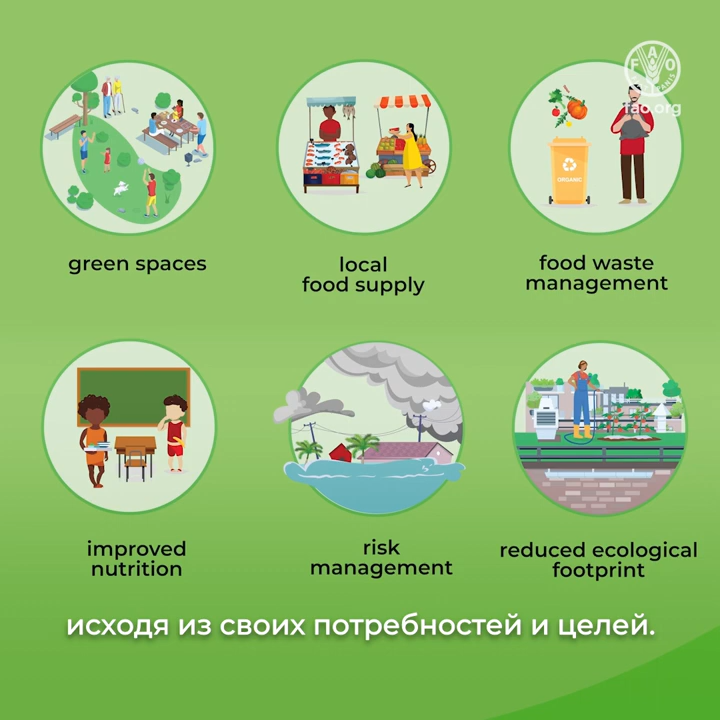 FAO
fao.org
ORGANIC
green spaces
local
food supply
food waste
management
improved
nutrition
risk
management
reduced ecological
footprint
исходя из своих потребностей и целей.